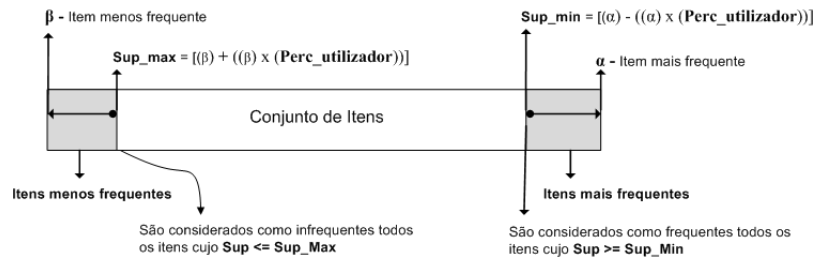 β - Item menos frequente
Sup_min = [(α) - ((α) x (Perc_utilizador))]
Sup_max = [(β) + ((β) x (Perc_utilizador))]
α - Item mais frequente
Conjunto de Itens
Itens menos frequentes
Itens mais frequentes
São considerados como infrequentes todos
os itens cujo Sup <= Sup_Max
São considerados como frequentes todos os
itens cujo Sup >= Sup_Min